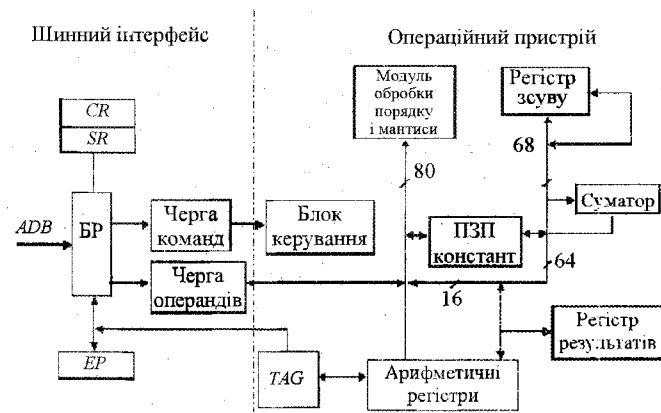 Шинний інтерфейс
Операційний пристрій
Модуль
обробки
порядку
і мантиси
Регістр
зсуву
CR
SR
68
80
Суматор
ADB
БР
Черга
команд
Блок
керування
ПЗП
констант
Черга
операндів
64
16
Регістр
результатів
EP
TAG
Арифметичні
регістри